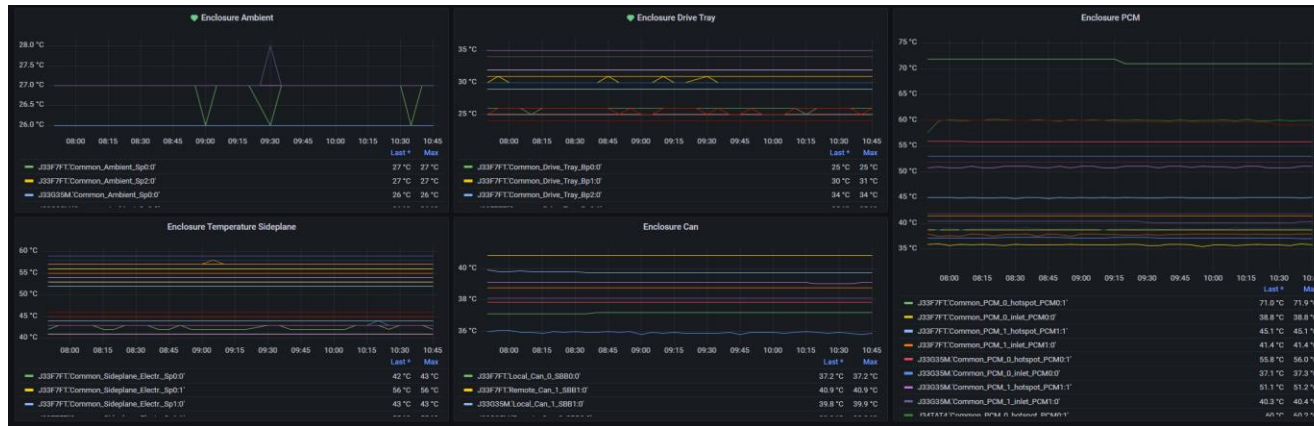 Enclosure Ambient
28.0 °C
27.5 °C
27.0 °C
26.5 °C
26.0 °C
08:00 08:15 08:30 08:45 09:00 09:15 09:30 09:45 10:00 10:15 10:30 10:45
Last * Max
J33F7FT.'Common_Ambient_Sp0:0' 27 °C 27 °C
J33F7FT.'Common_Ambient_Sp2:0' 27 °C 27 °C
J33G35M.'Common_Ambient_Sp0:0' 26 °C 26 °C
Enclosure Drive Tray
35 °C
30 °C
25 °C
08:00 08:15 08:30 08:45 09:00 09:15 09:30 09:45 10:00 10:15 10:30 10:45
Last * Max
J33F7FT.'Common_Drive_Tray_Bp0:0' 25 °C 25 °C
J33F7FT.'Common_Drive_Tray_Bp1:0' 30 °C 31 °C
J33F7FT.'Common_Drive_Tray_Bp2:0' 34 °C 34 °C
Enclosure PCM
75 °C
70 °C
65 °C
60 °C
55 °C
50 °C
45 °C
40 °C
35 °C
08:00 08:15 08:30 08:45 09:00 09:15 09:30 09:45 10:00 10:15 10:30
Last * Max
J33F7FT.'Common_PCM_0_hotspot_PCM0:1' 71.0 °C 71.9
J33F7FT.'Common_PCM_0_inlet_PCM0:0' 38.8 °C 38.8
J33F7FT.'Common_PCM_1_hotspot_PCM1:1' 45.1 °C 45.1
J33F7FT.'Common_PCM_1_inlet_PCM1:0' 41.4 °C 41.4
J33G35M.'Common_PCM_0_hotspot_PCM0:1' 55.8 °C 56.0
J33G35M.'Common_PCM_0_inlet_PCM0:0' 37.1 °C 37.3
J33G35M.'Common_PCM_1_hotspot_PCM1:1' 51.1 °C 51.2
J33G35M.'Common_PCM_1_inlet_PCM1:0' 40.3 °C 40.4
Enclosure Temperature Sideplane
60 °C
55 °C
50 °C
45 °C
40 °C
08:00 08:15 08:30 08:45 09:00 09:15 09:30 09:45 10:00 10:15 10:30 10:45
Last * Max
J33F7FT.'Common_Sideplane_Electr_Sp0:0' 42 °C 43 °C
J33F7FT.'Common_Sideplane_Electr_Sp0:1' 56 °C 56 °C
J33F7FT.'Common_Sideplane_Electr_Sp1:0' 43 °C 43 °C
Enclosure Can
40 °C
38 °C
36 °C
08:00 08:15 08:30 08:45 09:00 09:15 09:30 09:45 10:00 10:15 10:30 10:45
Last * Max
J33F7FT.'Local_Can_0_SBB0:0' 37.2 °C 37.2 °C
J33F7FT.'Remote_Can_1_SBB1:0' 40.9 °C 40.9 °C
J33G35M.'Local_Can_1_SBB1:0' 39.8 °C 39.9 °C